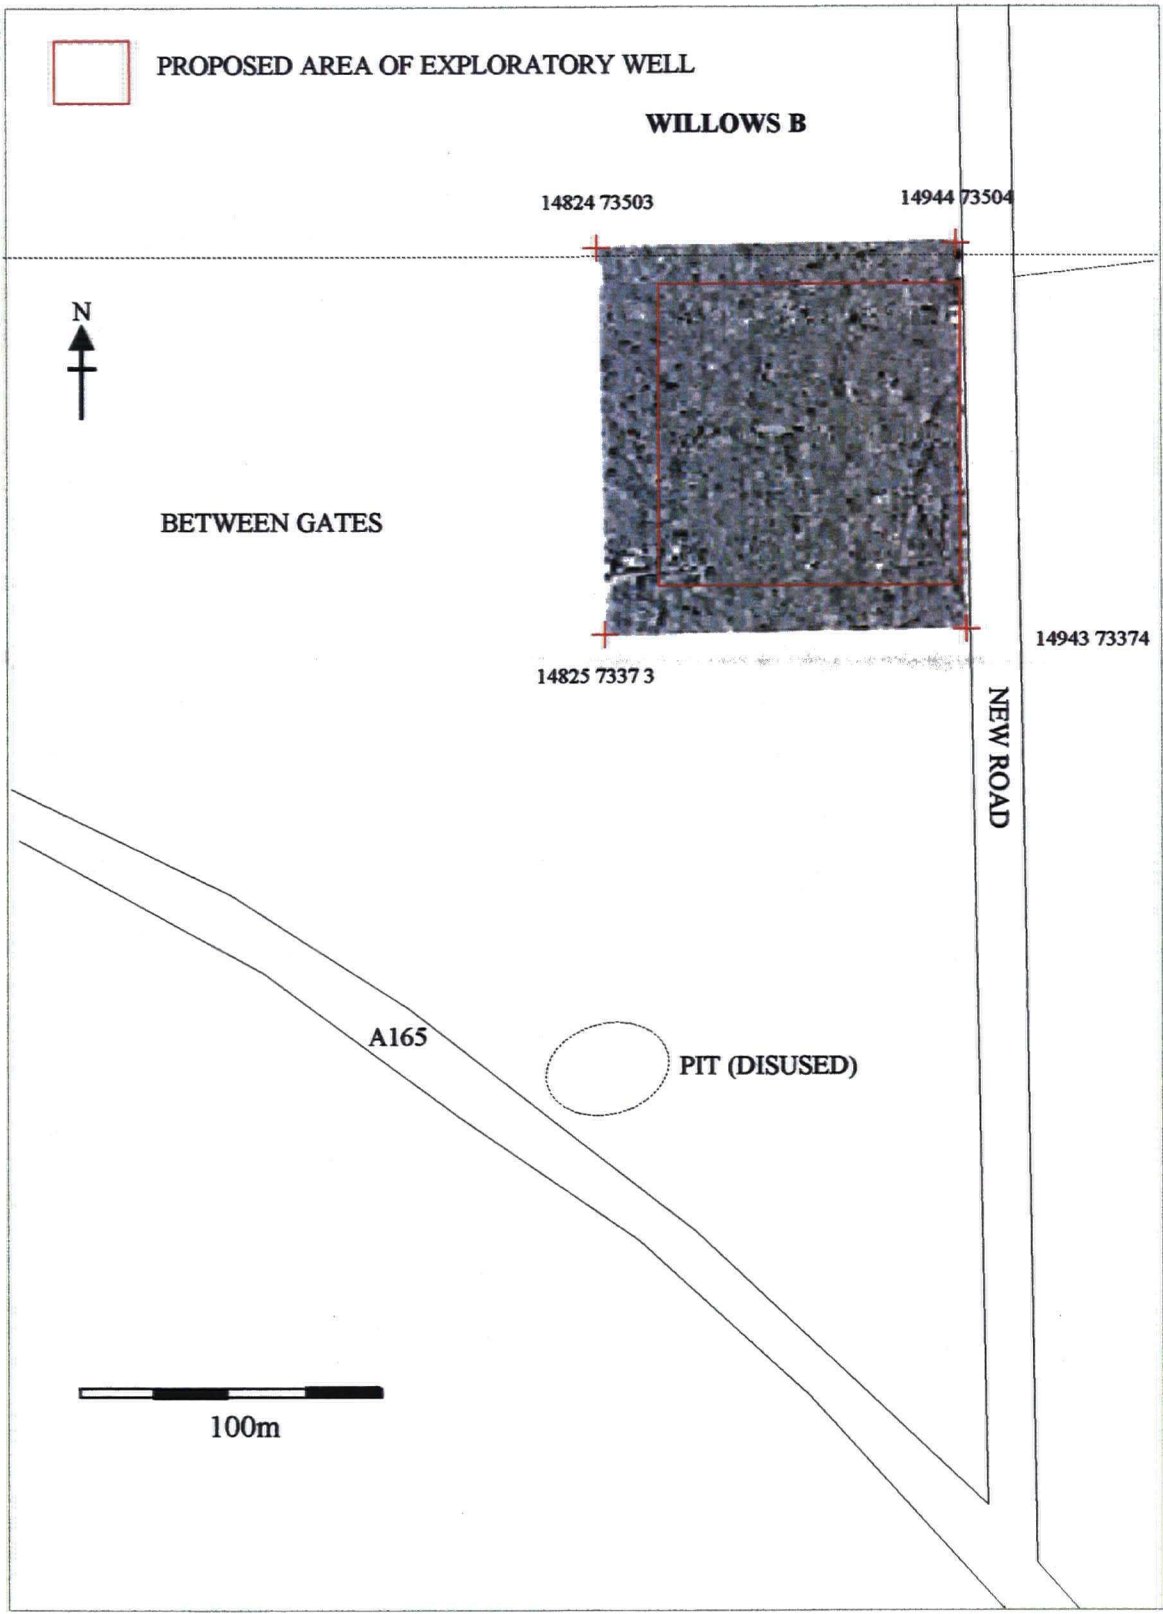 PROPOSED AREA OF EXPLORATORY WELL
WILLOWS B
14824 73503
14944 73504
N
BETWEEN GATES
14943 73374
14825 7337 3
NEW ROAD
A165
PIT (DISUSED)
100m